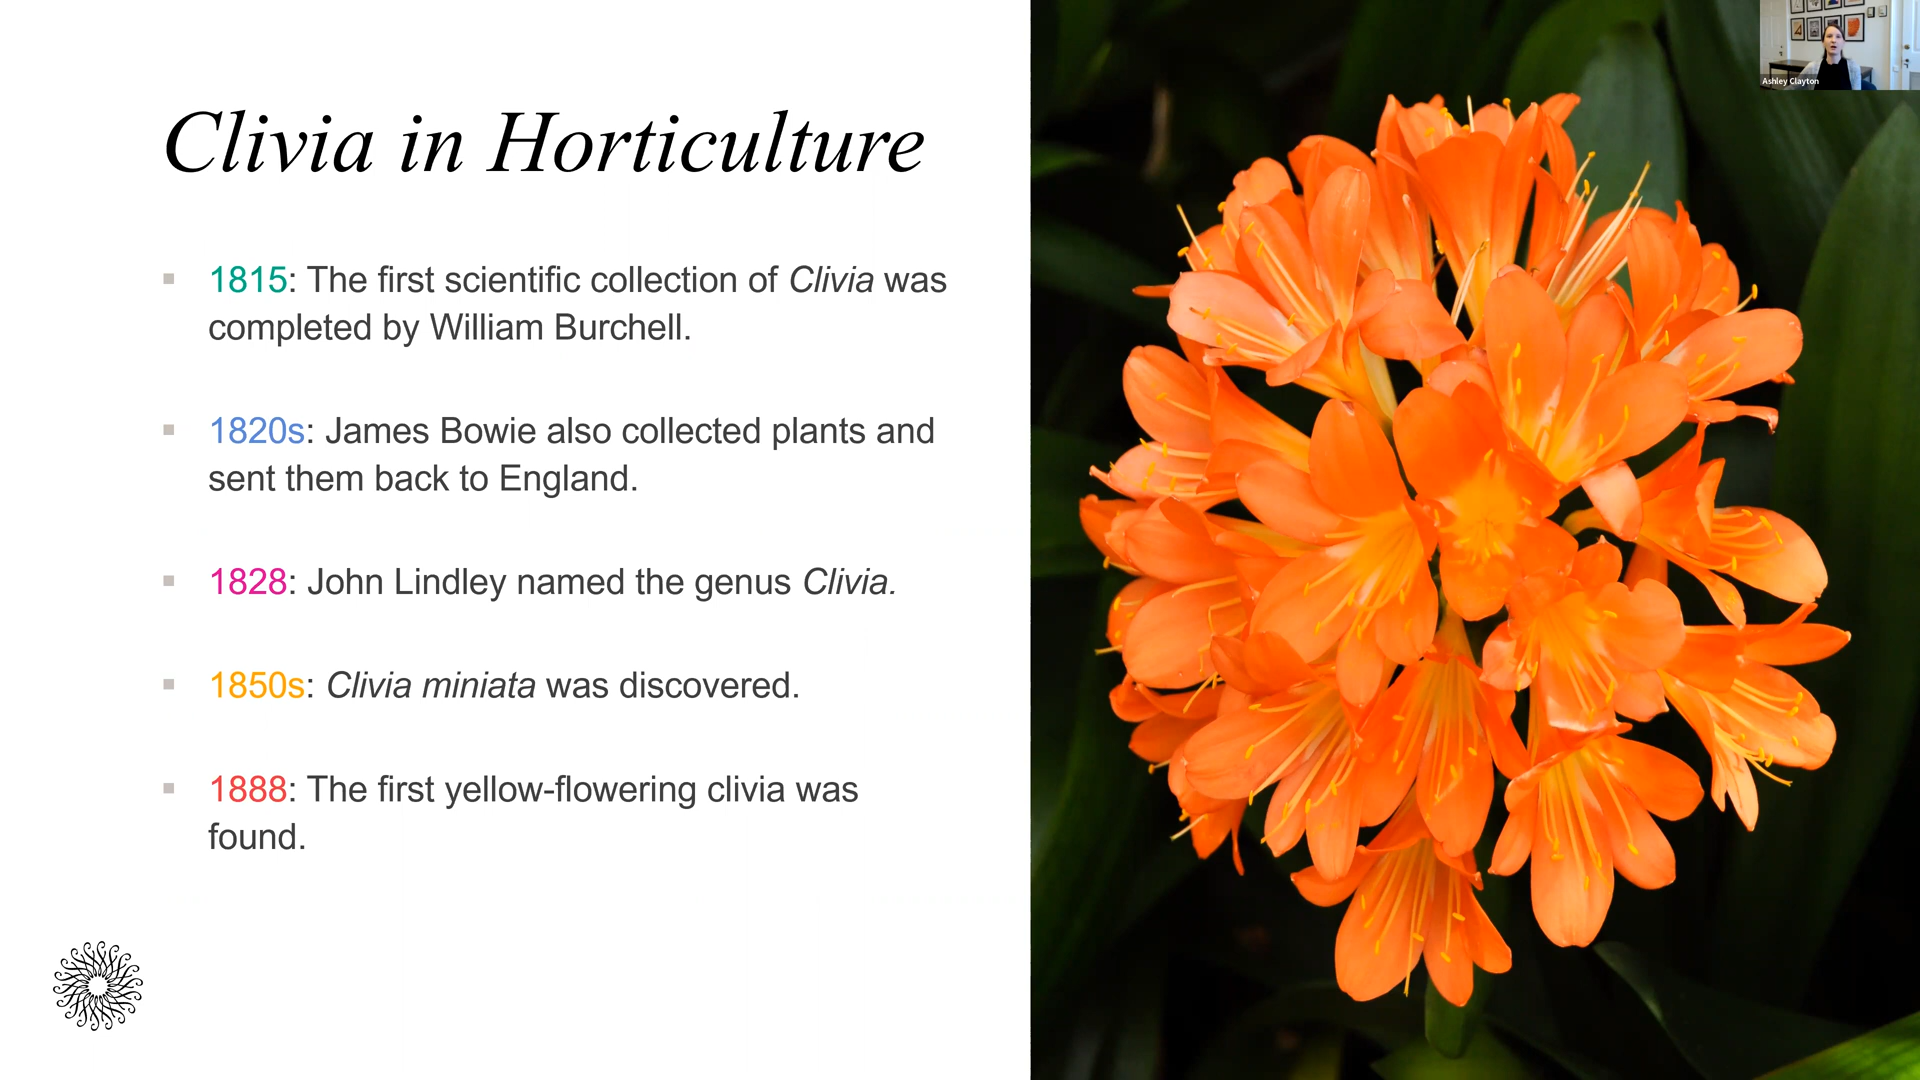 Clivia in Horticulture
1815: The first scientific collection of Clivia was
completed by William Burchell.
1820s: James Bowie also collected plants and
sent them back to England.
1828: John Lindley named the genus Clivia.
1850s: Clivia miniata was discovered.
1888: The first yellow-flowering clivia was
found.
Ashley Clayton